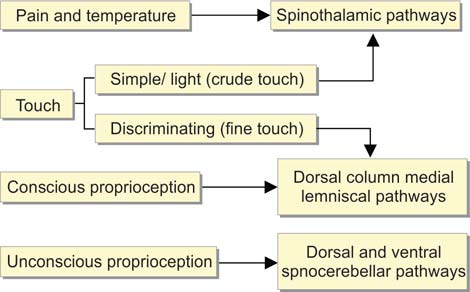 Pain and temperature
Spinothalamic pathways
Simple/ light (crude touch)
Touch
Discriminating (fine touch)
Conscious proprioception
Dorsal column medial
lemniscal pathways
Unconscious proprioception
Dorsal and ventral
spnocerebellar pathways